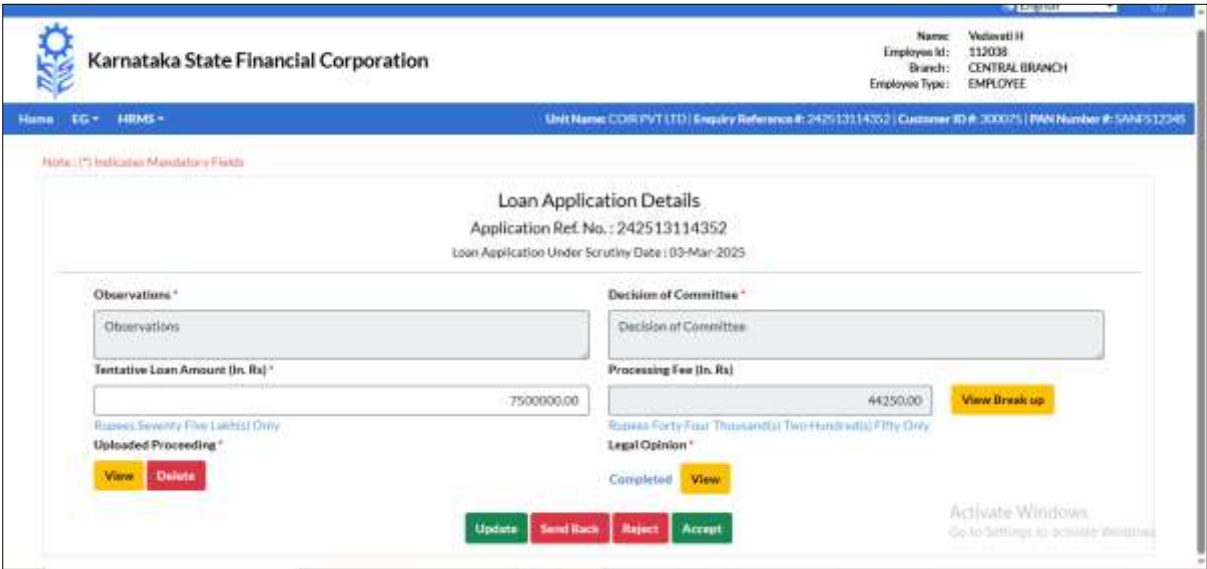 English
Karnataka State Financial Corporation
Name: Vedavati H
Employee Id: 112038
Branch: CENTRAL BRANCH
Employee Type: EMPLOYEE
Home EG HRMS
Unit Name: COIR PVT LTD | Enquiry Reference #: 242513114352 | Customer ID #: 300075 | PAN Number #:
Note : (*) Indicates Mandatory Fields
Loan Application Details
Application Ref. No. : 242513114352
Loan Application Under Scrutiny Date : 03-Mar-2025
Observations * Decision of Committee *
Observations Decision of Committee
Tentative Loan Amount (In. Rs) * Processing Fee (In. Rs)
7500000.00 44250.00 View Break up
Rupees Seventy Five Lakh(s) Only Rupees Forty Four Thousand(s) Two Hundred(s) Fifty Only
Uploaded Proceeding * Legal Opinion *
View Delete Completed View
Update Send Back Reject Accept
Activate Windows
Go to Settings to activate Windows.